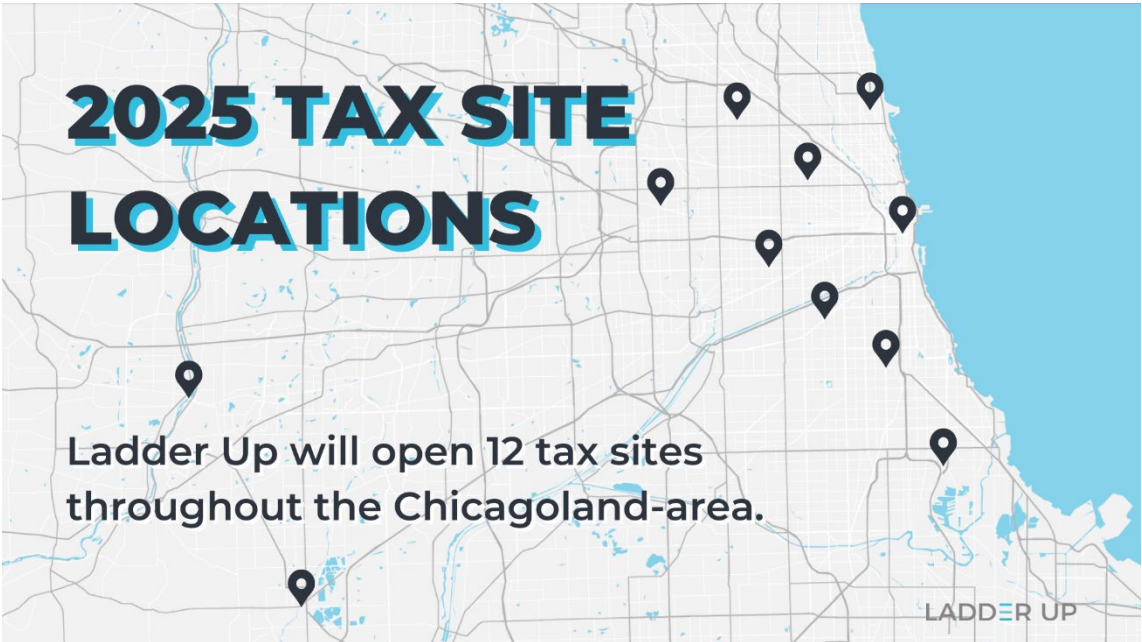 2025 TAX SITE
LOCATIONS
Ladder Up will open 12 tax sites
throughout the Chicagoland-area.
LADDER UP